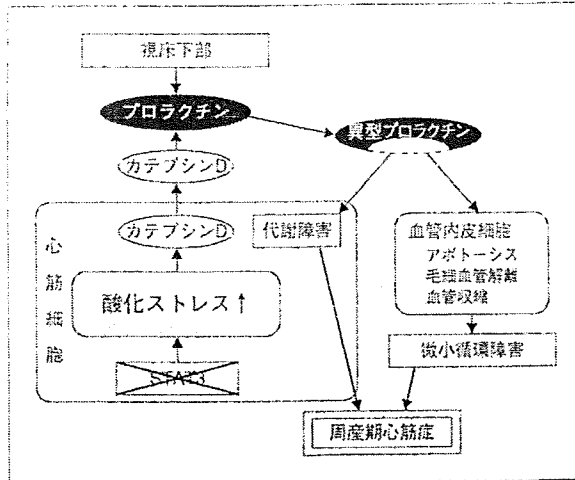 視床下部
プロラクチン
異型プロラクチン
カテプシンD
カテプシンD
代謝障害
血管内皮細胞
アポトーシス
毛細血管解離
血管収縮
心筋細胞
酸化ストレス↑
微小循環障害
STAT3
周産期心筋症